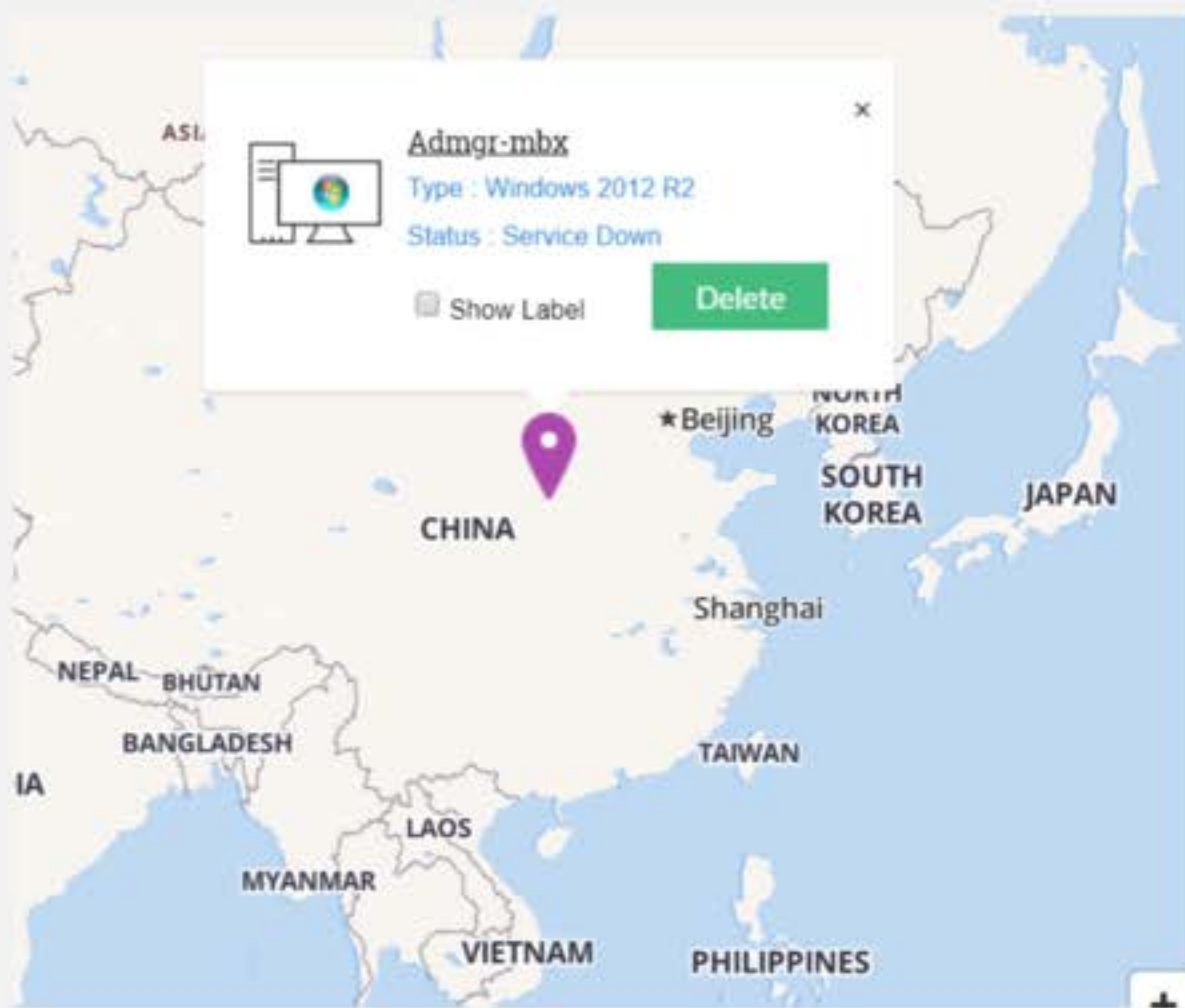 ASI
Admgr-mbx
×
Type : Windows 2012 R2
Status : Service Down
Show Label
Delete
NORTH
KOREA
★Beijing
SOUTH
KOREA
JAPAN
CHINA
Shanghai
NEPAL
BHUTAN
BANGLADESH
TAIWAN
IA
LAOS
MYANMAR
VIETNAM
PHILIPPINES
+